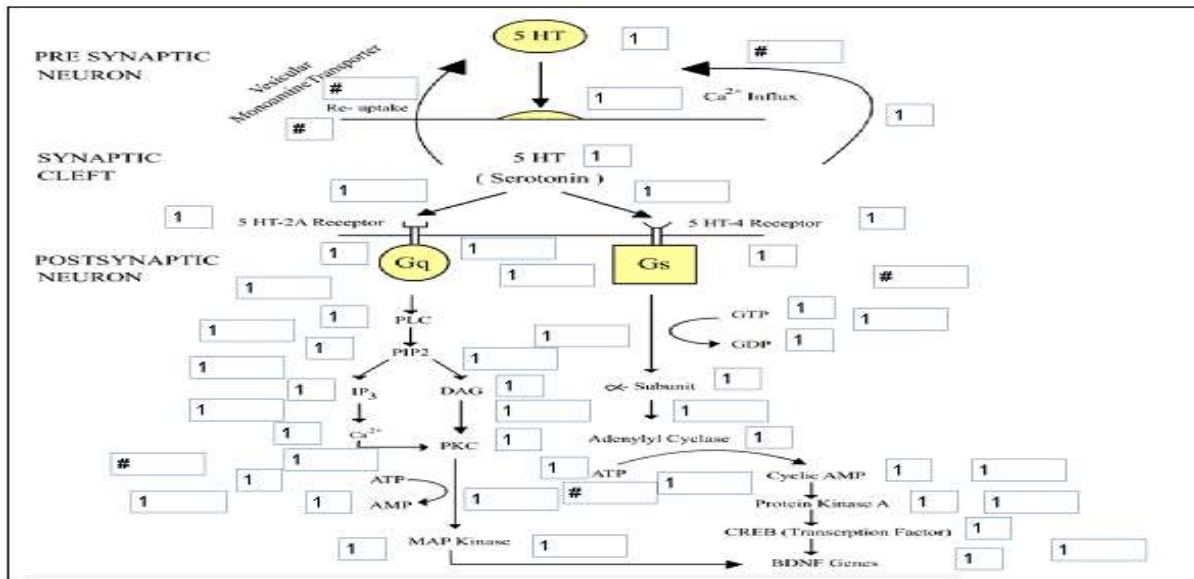 5 HT 1
PRE SYNAPTIC
NEURON
#
Vesicular
Monoamine Transporter
#
Re- uptake
1
Ca2+ Influx
1
#
SYNAPTIC
CLEFT
5 HT 1
( Serotonin )
1
1
1
5 HT-2A Receptor
5 HT-4 Receptor
1
POSTSYNAPTIC
NEURON
1
Gq
1
1
Gs
1
#
1
1
PLC
GTP
1
1
1
1
PIP2
1
1
GDP
1
1
1
IP3
DAG
1
α- Subunit
1
1
1
1
1
Ca2+
PKC
1
Adenylyl Cyclase
1
#
1
1
ATP
1
ATP
1
Cyclic AMP
1
1
1
1
AMP
1
#
Protein Kinase A
1
1
CREB (Transcrption Factor)
1
1
MAP Kinase
1
BDNF Genes
1
1